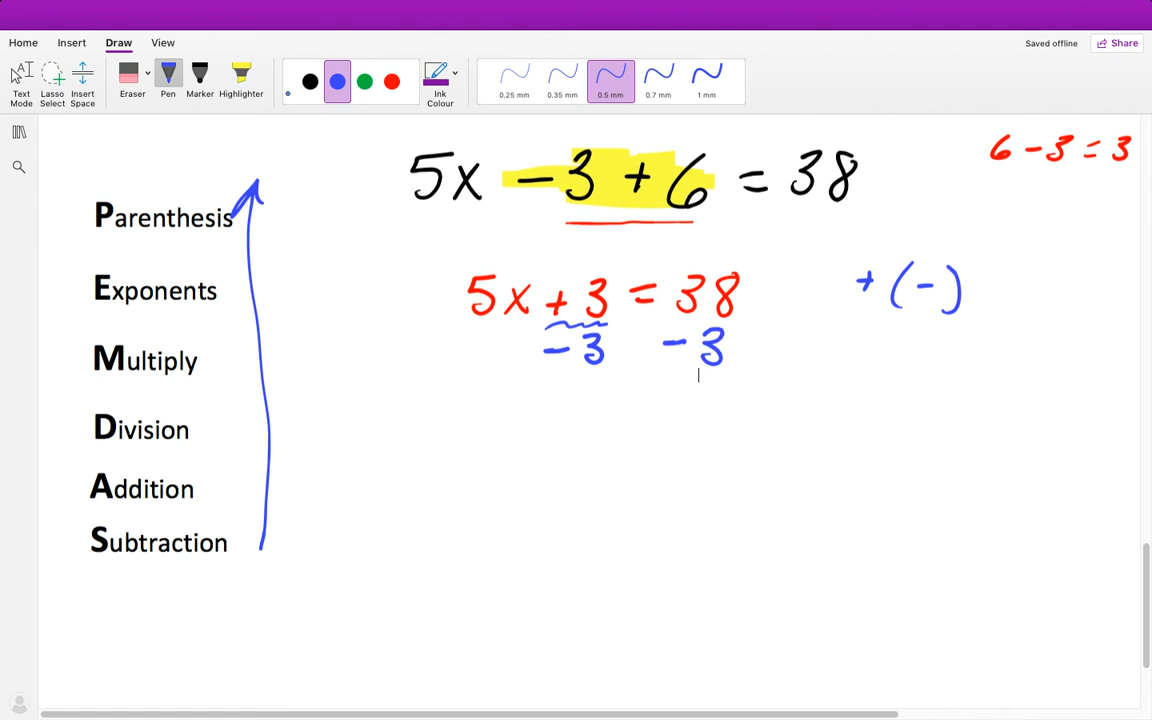 Home Insert Draw View
Saved offline Share
Text Mode
Lasso Select
Insert Space
Eraser
Pen
Marker
Highlighter
Ink Colour
0.25 mm 0.35 mm 0.5 mm 0.7 mm 1 mm
5x - 3 + 6 = 38
6 - 3 = 3
Parenthesis
Exponents
Multiply
Division
Addition
Subtraction
5x + 3 = 38
+ (-)
- 3 - 3